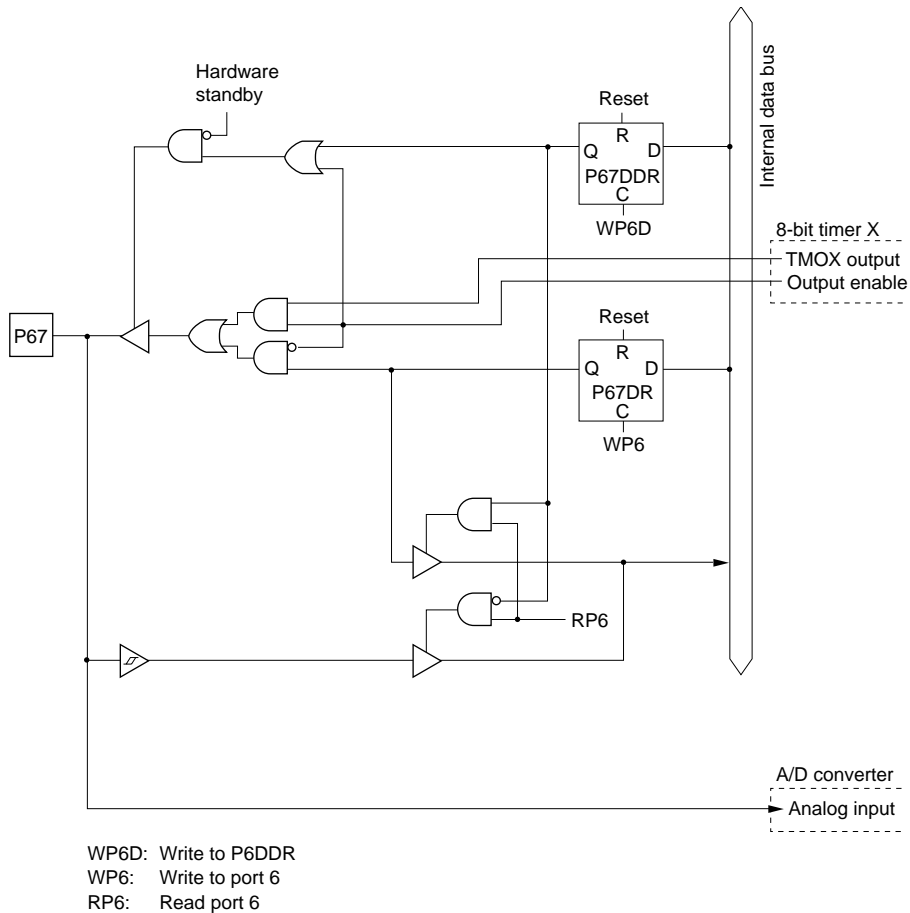 Hardware
standby
Reset
R
Q
D
P67DDR
C
WP6D
Internal data bus
8-bit timer X
TMOX output
Output enable
P67
Reset
R
Q
D
P67DR
C
WP6
RP6
A/D converter
Analog input
WP6D: Write to P6DDR
WP6: Write to port 6
RP6: Read port 6